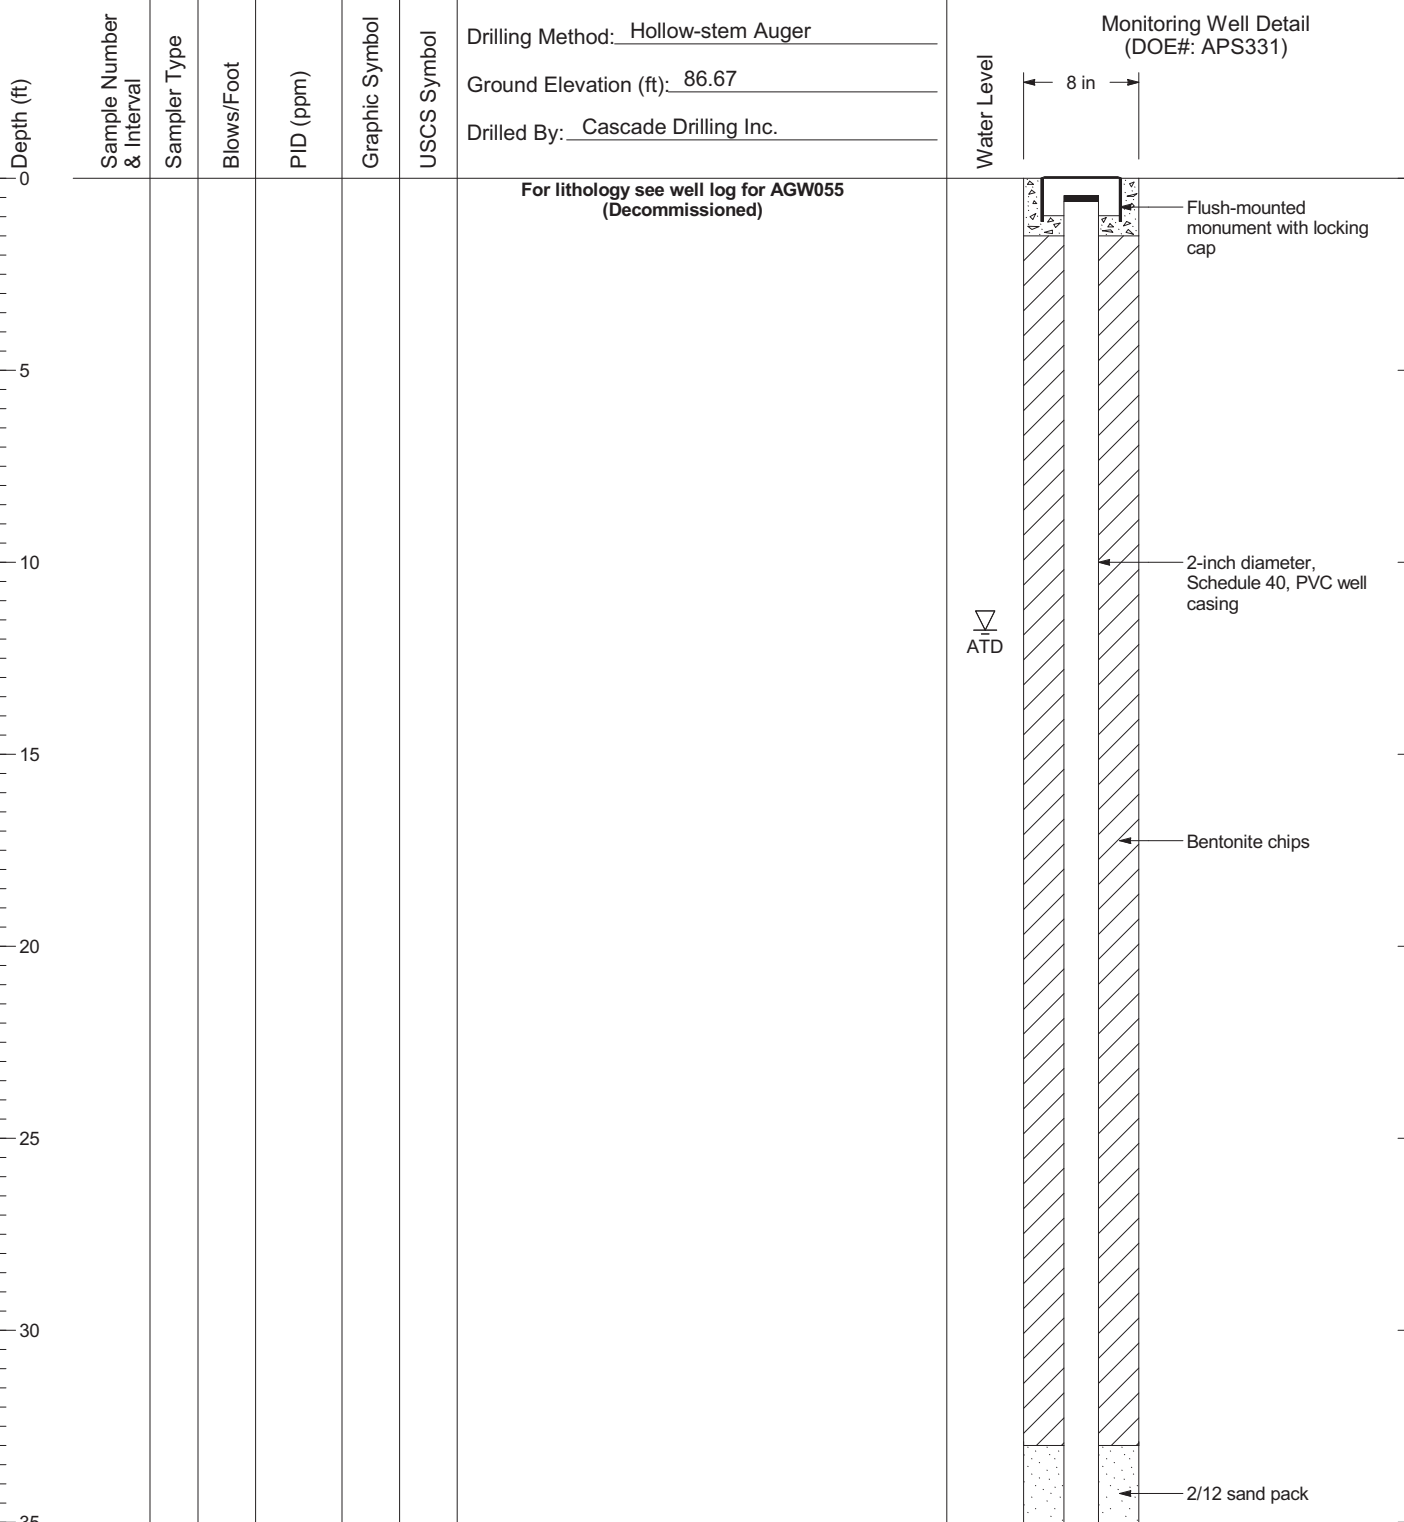 Depth (ft)
Sample Number
& Interval
Sampler Type
Blows/Foot
PID (ppm)
Graphic Symbol
USCS Symbol
Drilling Method: Hollow-stem Auger
Ground Elevation (ft): 86.67
Drilled By: Cascade Drilling Inc.
Water Level
Monitoring Well Detail
(DOE#: APS331)
8 in
0
For lithology see well log for AGW055
(Decommissioned)
Flush-mounted
monument with locking
cap
5
10
2-inch diameter,
Schedule 40, PVC well
casing
ATD
15
Bentonite chips
20
25
30
2/12 sand pack
35